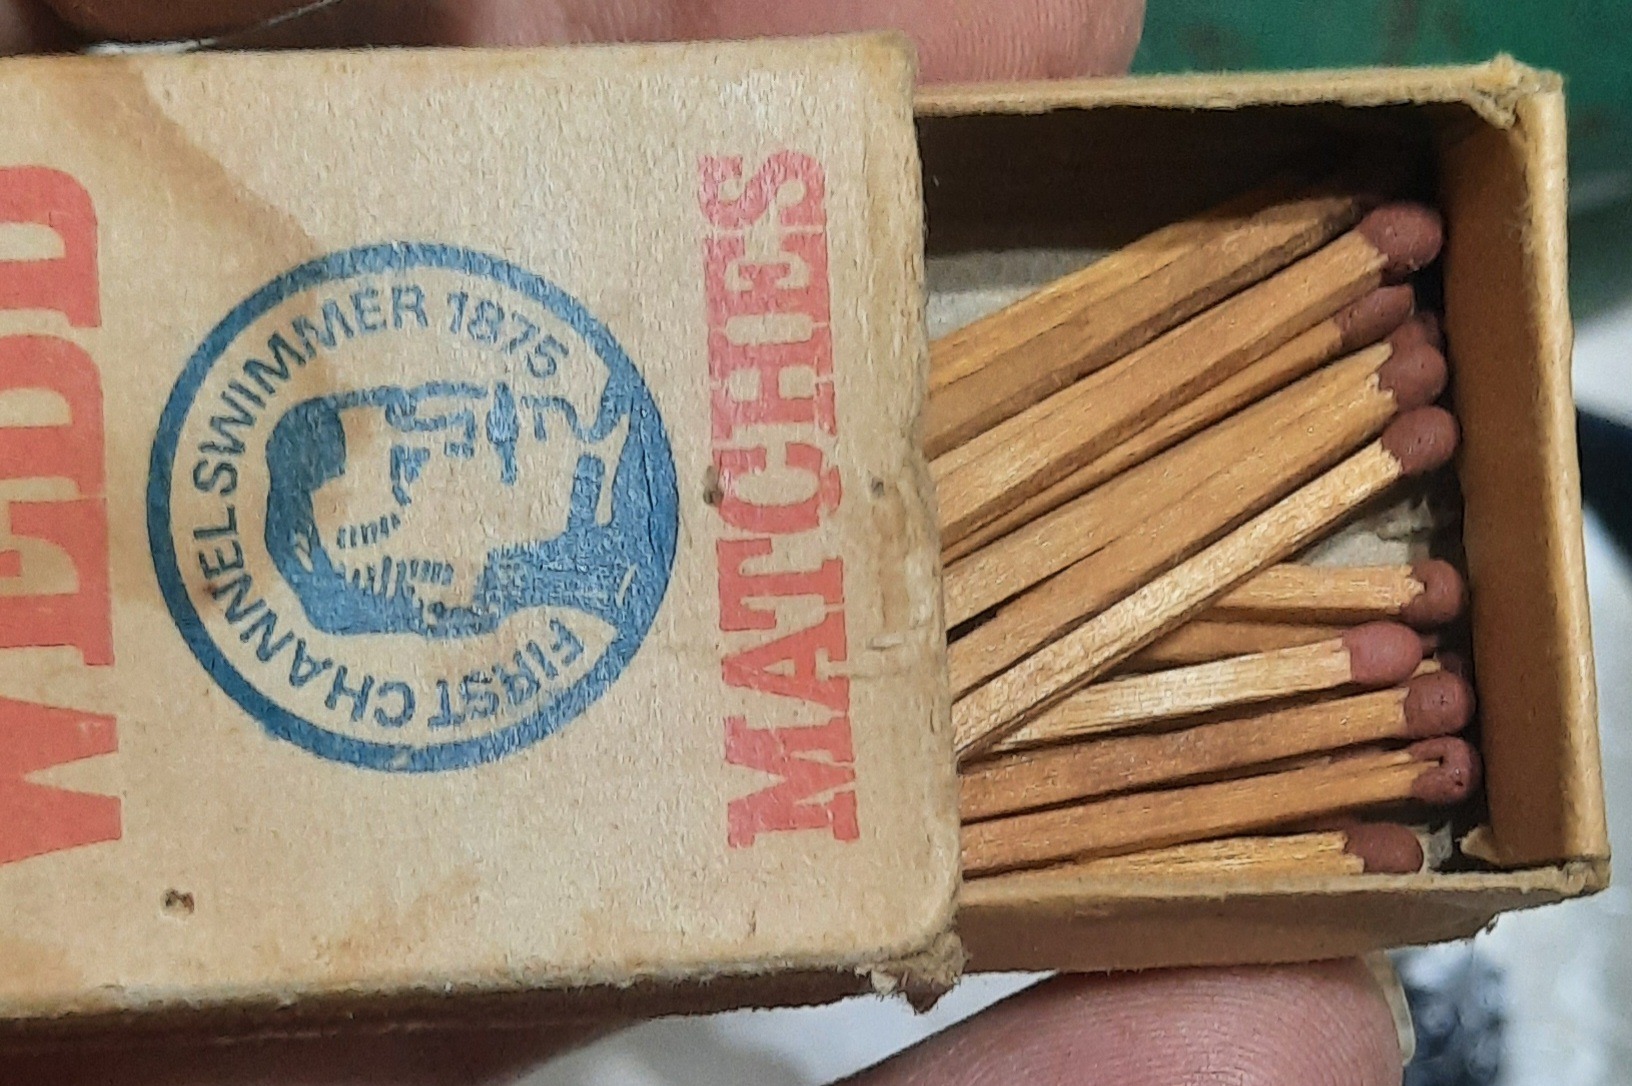 WEBB
FIRST CHANNEL SWIMMER 1875
MATCHES